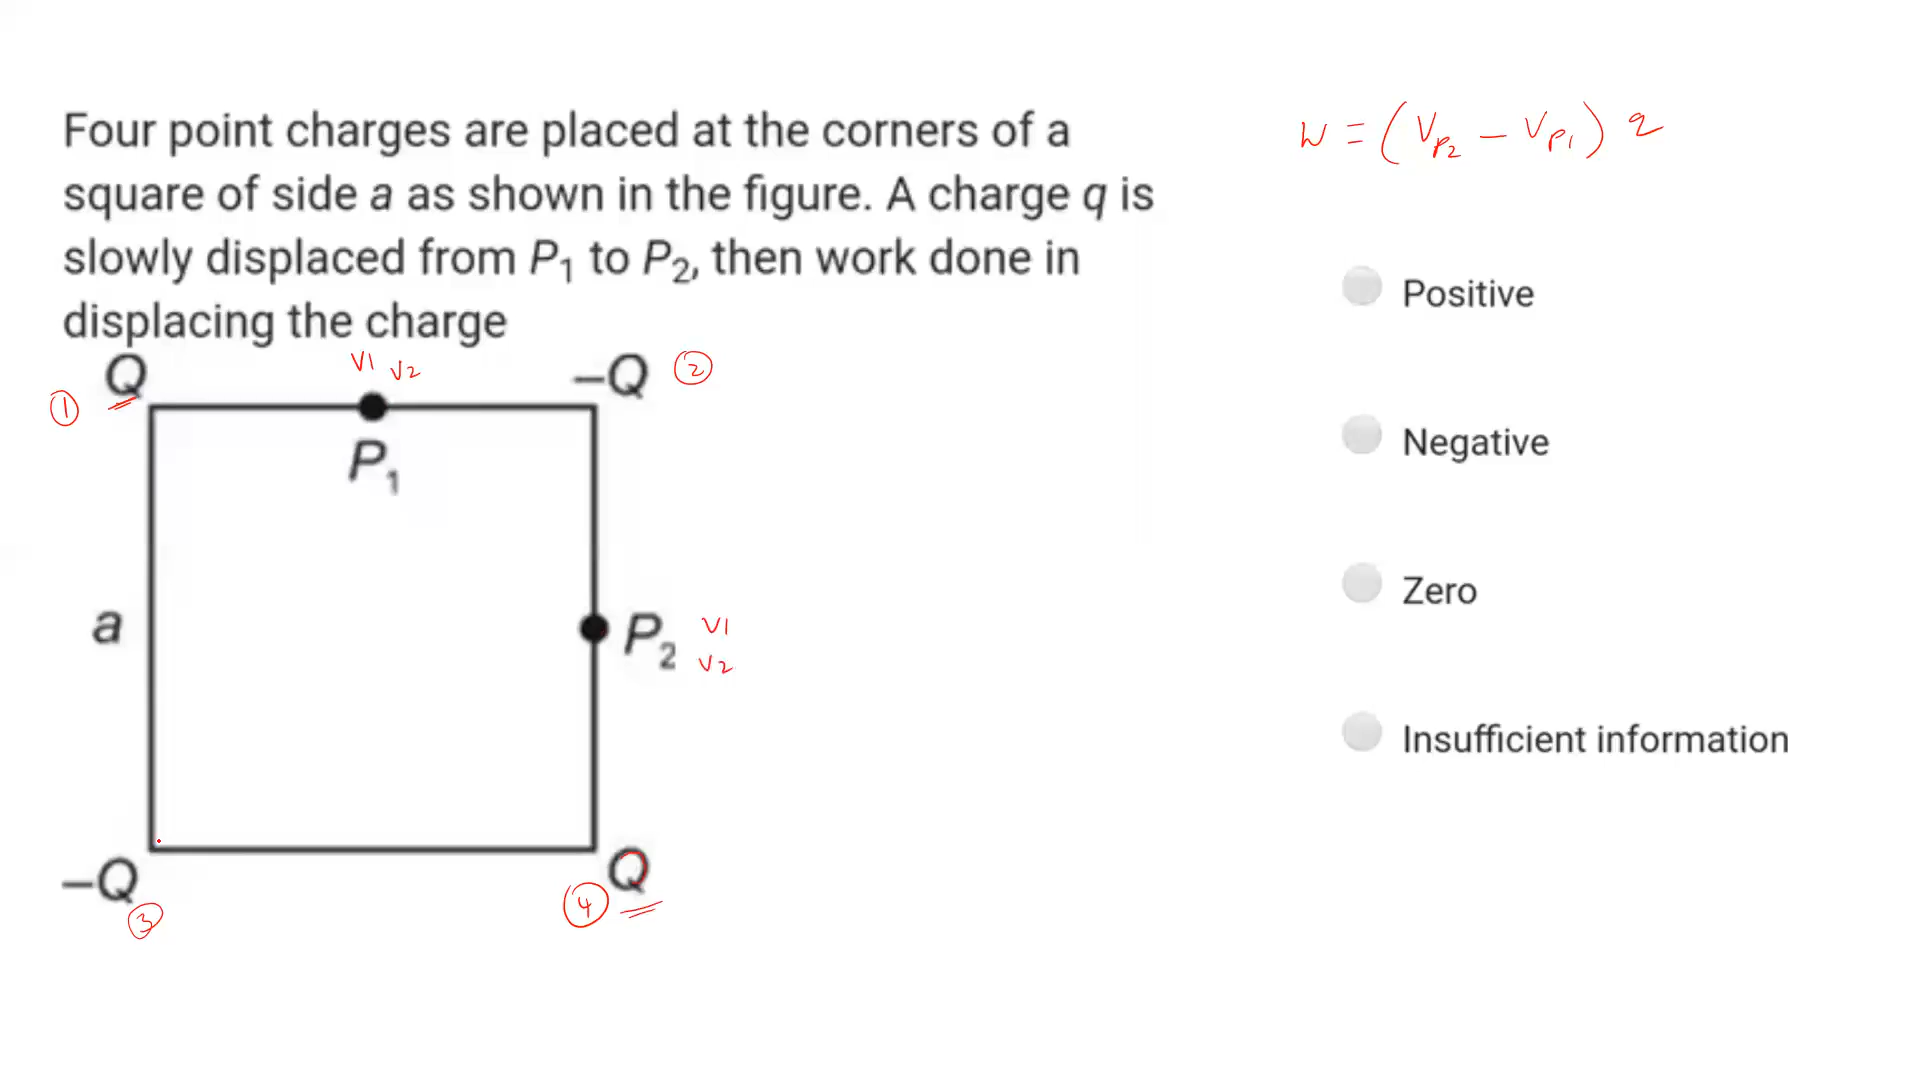 Four point charges are placed at the corners of a
square of side a as shown in the figure. A charge q is
slowly displaced from P₁ to P₂, then work done in
displacing the charge
W = (V_P₂ − V_P₁) q
Positive
Negative
Zero
Insufficient information
① Q V1 V2 −Q ②
P₁
a
P₂ V1
V2
−Q Q
③ ④